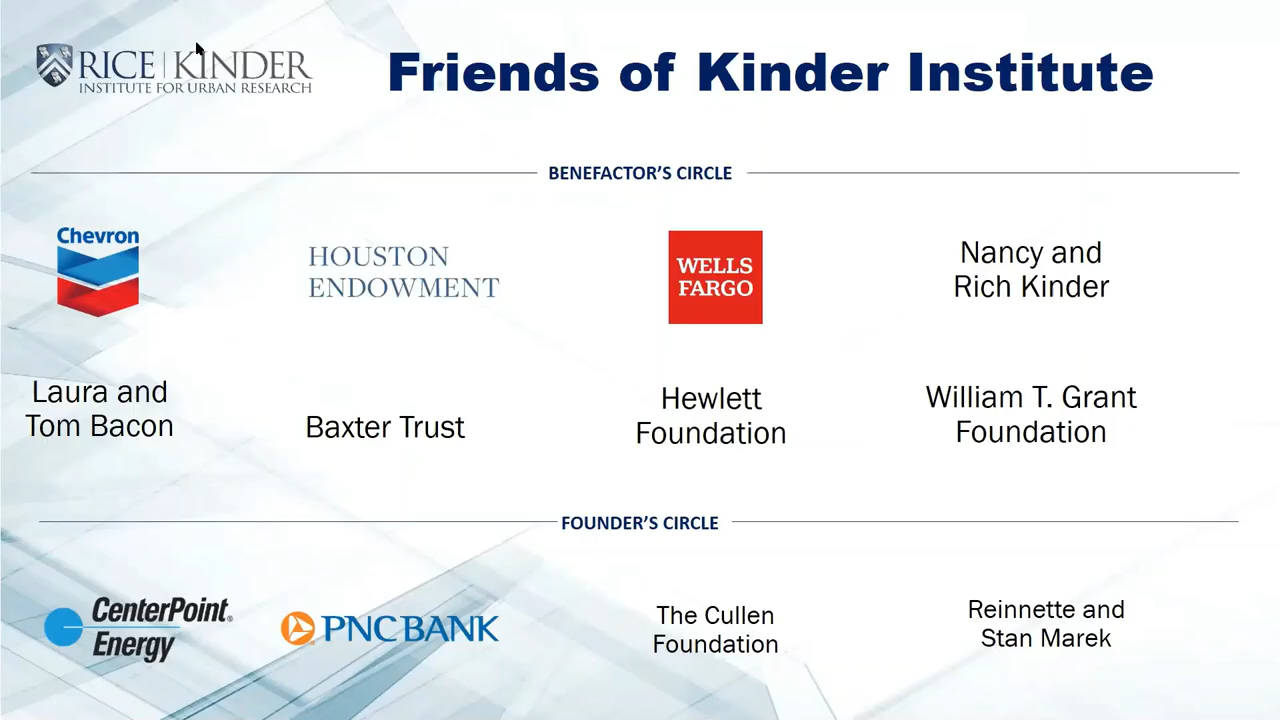 RICE | KINDER
INSTITUTE FOR URBAN RESEARCH
Friends of Kinder Institute
BENEFACTOR'S CIRCLE
Chevron
HOUSTON
ENDOWMENT
WELLS
FARGO
Nancy and
Rich Kinder
Laura and
Tom Bacon
Baxter Trust
Hewlett
Foundation
William T. Grant
Foundation
FOUNDER'S CIRCLE
CenterPoint®
Energy
PNC BANK
The Cullen
Foundation
Reinnette and
Stan Marek